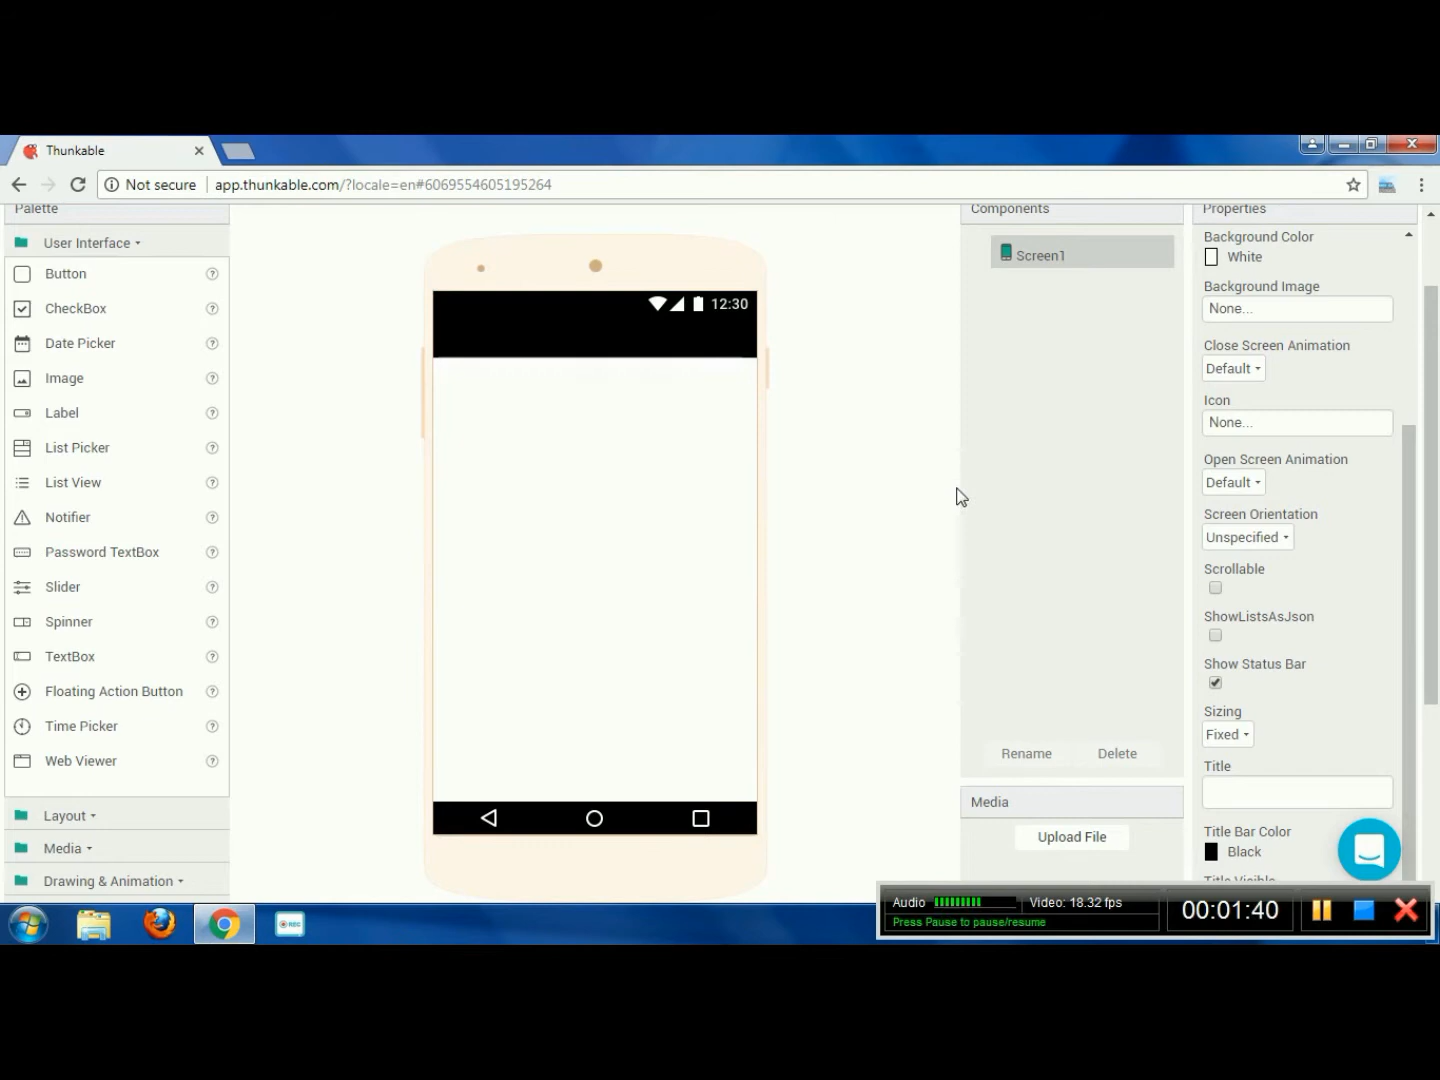 Thunkable
Not secure
app.thunkable.com/?locale=en#6069554605195264
Palette
User Interface
Button
CheckBox
Date Picker
Image
Label
List Picker
List View
Notifier
Password TextBox
Slider
Spinner
TextBox
Floating Action Button
Time Picker
Web Viewer
Layout
Media
Drawing & Animation
12:30
Components
Screen1
Rename Delete
Media
Upload File
Properties
Background Color
White
Background Image
None...
Close Screen Animation
Default
Icon
None...
Open Screen Animation
Default
Screen Orientation
Unspecified
Scrollable
ShowListsAsJson
Show Status Bar
Sizing
Fixed
Title
Title Bar Color
Black
Title Visible
REC
Audio Video: 18.32 fps
Press Pause to pause/resume
00:01:40